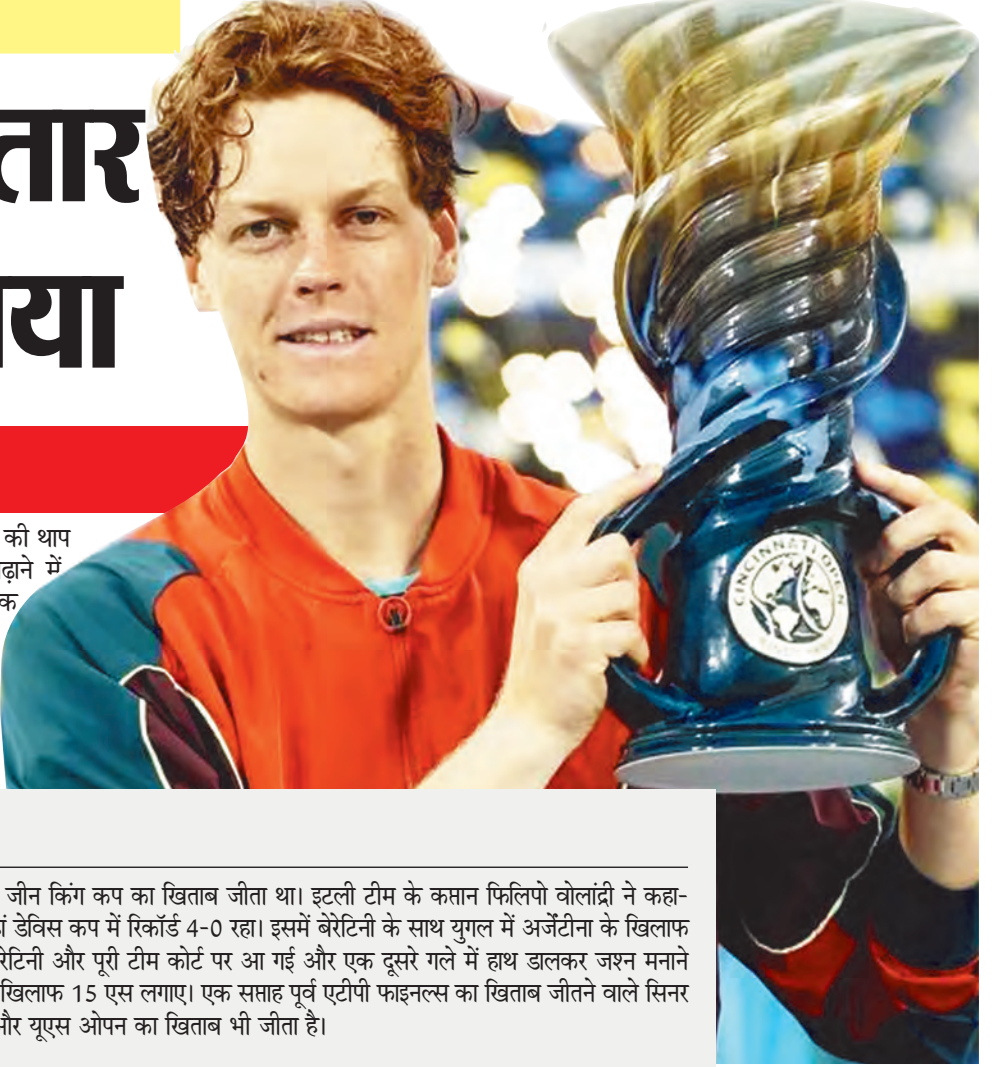 तार
या
की थाप
ढ़ाने में
क
जीन किंग कप का खिताब जीता था। इटली टीम के कप्तान फिलिपो वोलांद्री ने कहा-
डेविस कप में रिकॉर्ड 4-0 रहा। इसमें बेरेटिनी के साथ युगल में अर्जेंटीना के खिलाफ
रेटिनी और पूरी टीम कोर्ट पर आ गई और एक दूसरे गले में हाथ डालकर जश्न मनाने
खिलाफ 15 एस लगाए। एक सप्ताह पूर्व एटीपी फाइनल्स का खिताब जीतने वाले सिनर
और यूएस ओपन का खिताब भी जीता है।
CINCINNATI OPEN